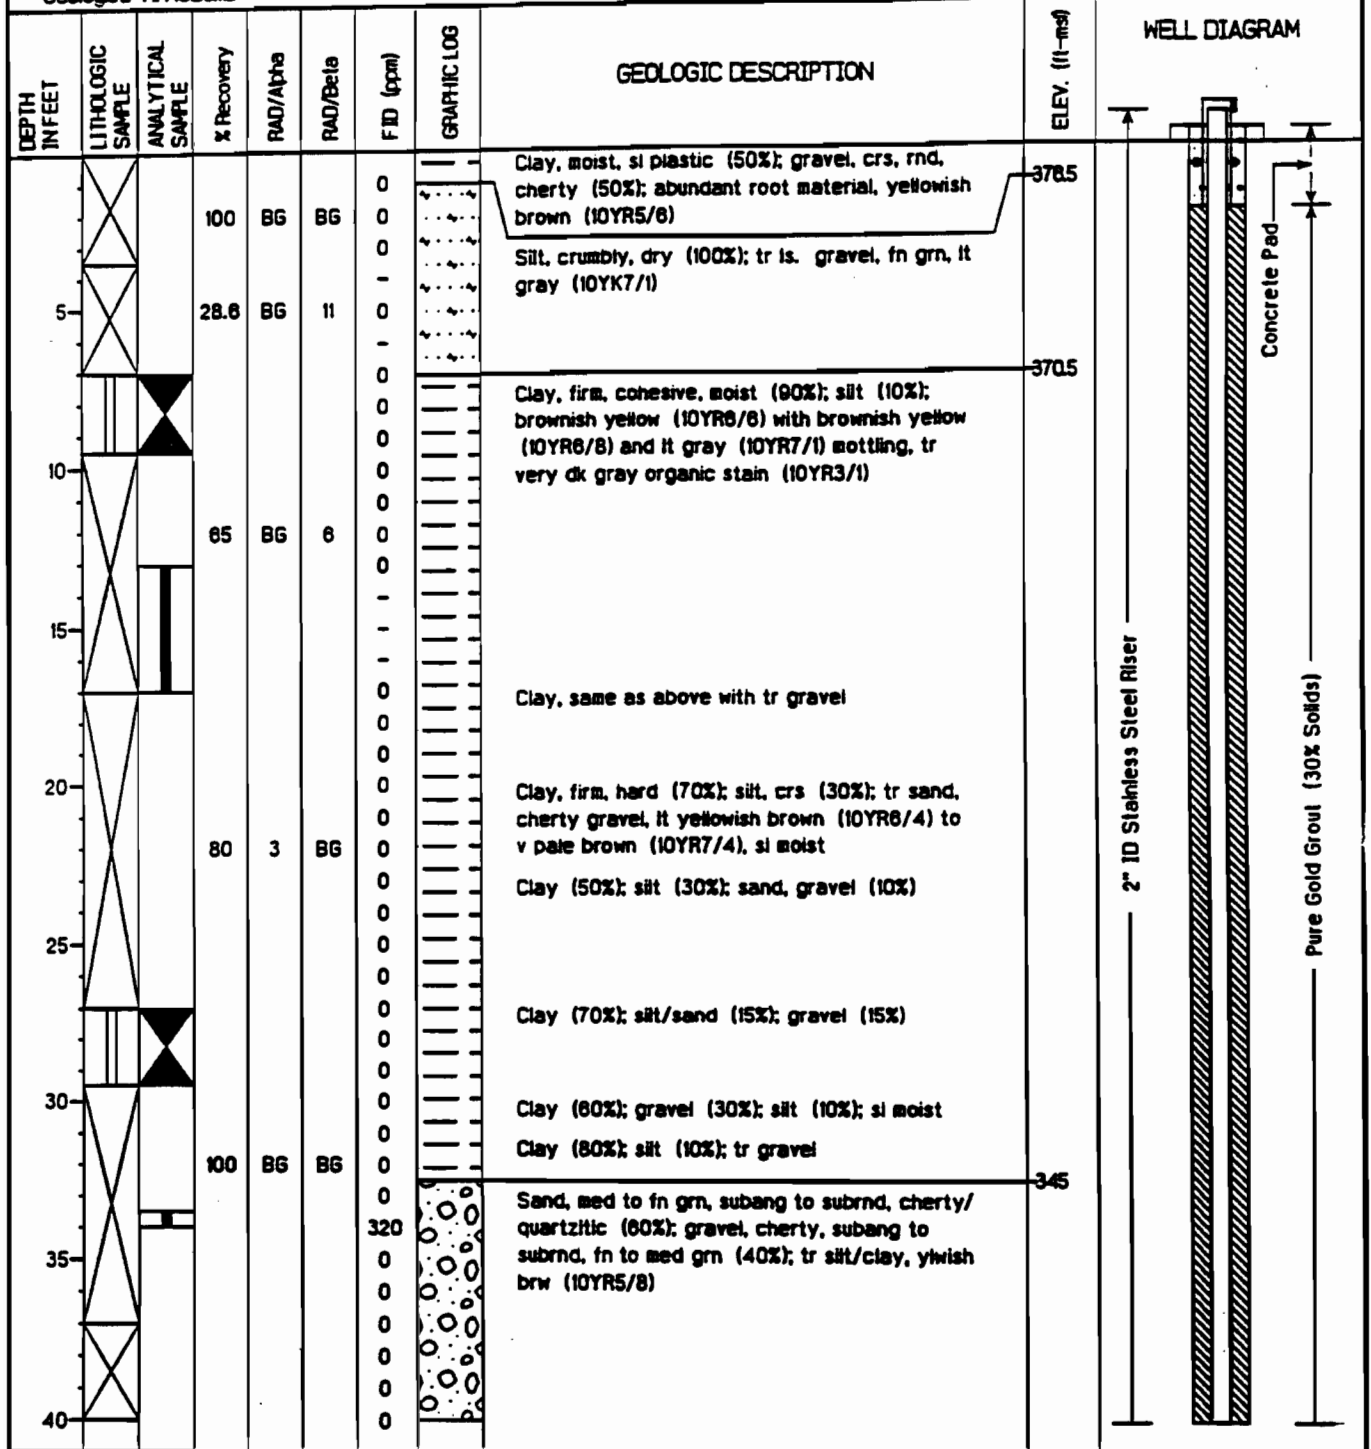 WELL DIAGRAM
DEPTH
IN FEET
LITHOLOGIC
SAMPLE
ANALYTICAL
SAMPLE
% Recovery
RAD/Alpha
RAD/Beta
FID (ppm)
GRAPHIC LOG
GEOLOGIC DESCRIPTION
ELEV. (ft-msl)
Clay, moist, sl plastic (50%); gravel, crs, rnd,
0 cherty (50%); abundant root material, yellowish 376.5
100 BG BG 0 brown (10YR5/6)
0 Silt, crumbly, dry (100%); tr ls. gravel, fn grn, lt
- gray (10YK7/1)
5 28.6 BG 11 0
-
0 370.5
0 Clay, firm, cohesive, moist (90%); silt (10%);
brownish yellow (10YR6/6) with brownish yellow
0 (10YR6/8) and lt gray (10YR7/1) mottling, tr
10 0 very dk gray organic stain (10YR3/1)
0
65 BG 6 0
0
-
15 -
-
0 Clay, same as above with tr gravel
0
0
20 0 Clay, firm, hard (70%); silt, crs (30%); tr sand,
0 cherty gravel, lt yellowish brown (10YR6/4) to
80 3 BG 0 v pale brown (10YR7/4), sl moist
0 Clay (50%); silt (30%); sand, gravel (10%)
0
25 0
0
0 Clay (70%); silt/sand (15%); gravel (15%)
0
0
30 0 Clay (60%); gravel (30%); silt (10%); sl moist
0 Clay (80%); silt (10%); tr gravel
100 BG BG 0
345
0 Sand, med to fn grn, subang to subrnd, cherty/
320 quartzitic (60%); gravel, cherty, subang to
35 0 subrnd, fn to med grn (40%); tr silt/clay, ylwish
0 brw (10YR5/8)
0
0
0
40 0
2" ID Stainless Steel Riser
Concrete Pad
Pure Gold Grout (30% Solids)